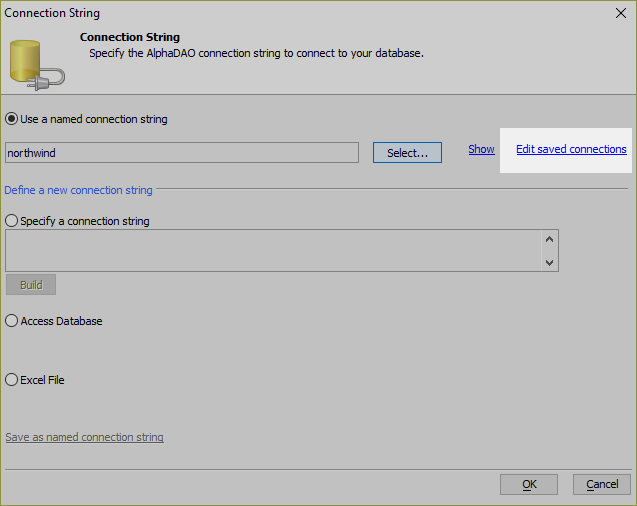 Connection String
Connection String
Specify the AlphaDAO connection string to connect to your database.
Use a named connection string
northwind
Select...
Show
Edit saved connections
Define a new connection string
Specify a connection string
Build
Access Database
Excel File
Save as named connection string
OK
Cancel